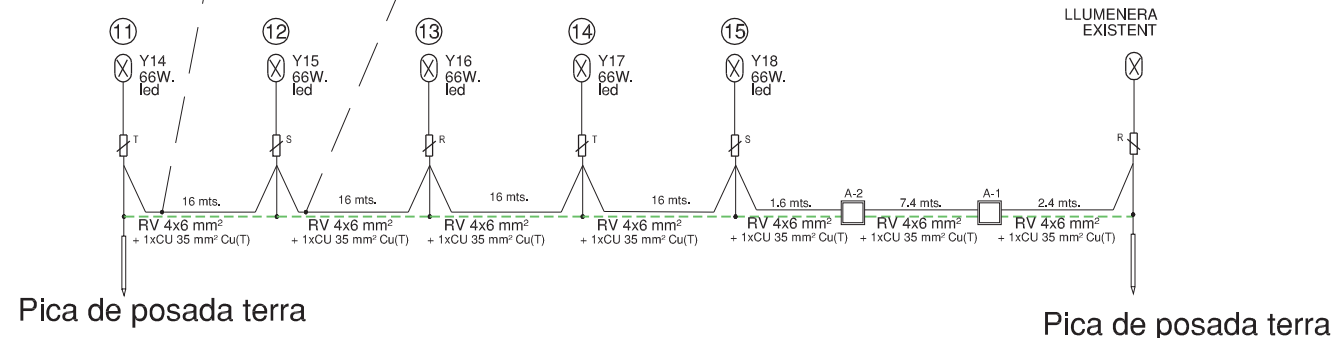 LLUMENERA
EXISTENT
11
12
13
14
15
Y14
66W.
led
Y15
66W.
led
Y16
66W.
led
Y17
66W.
led
Y18
66W.
led
T
S
R
T
S
R
16 mts.
16 mts.
16 mts.
16 mts.
1.6 mts.
A-2
7.4 mts.
A-1
2.4 mts.
RV 4x6 mm²
+ 1xCU 35 mm² Cu(T)
RV 4x6 mm²
+ 1xCU 35 mm² Cu(T)
RV 4x6 mm²
+ 1xCU 35 mm² Cu(T)
RV 4x6 mm²
+ 1xCU 35 mm² Cu(T)
RV 4x6 mm²
+ 1xCU 35 mm² Cu(T)
RV 4x6 mm²
+ 1xCU 35 mm² Cu(T)
RV 4x6 mm²
+ 1xCU 35 mm² Cu(T)
Pica de posada terra
Pica de posada terra